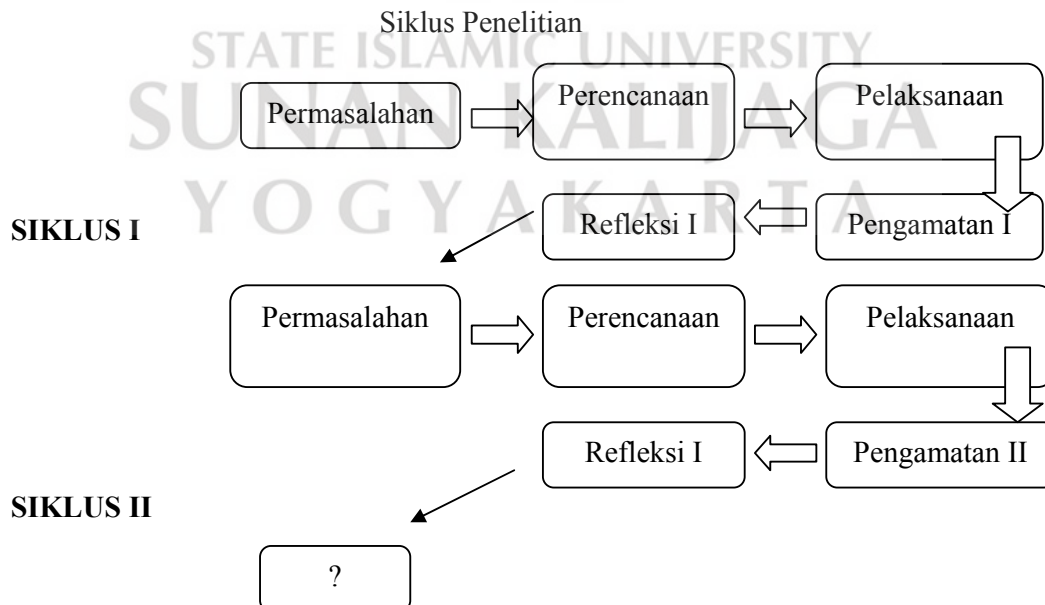 Siklus Penelitian
STATE ISLAMIC UNIVERSITY
SUNAN KALIJAGA
YOGYAKARTA
Permasalahan
Perencanaan
Pelaksanaan
SIKLUS I
Refleksi I
Pengamatan I
Permasalahan
Perencanaan
Pelaksanaan
Refleksi I
Pengamatan II
SIKLUS II
?